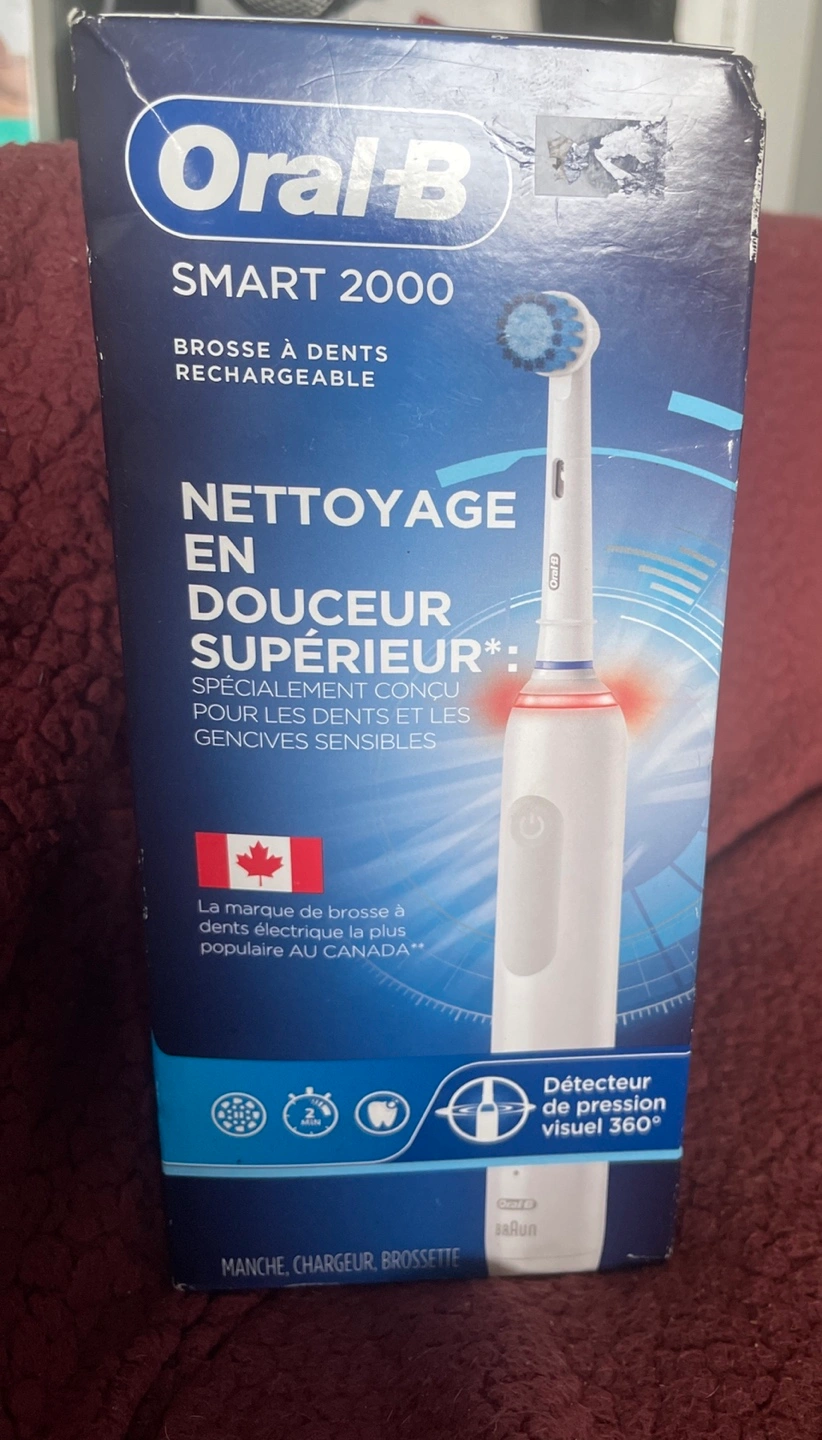 Oral-B
SMART 2000
BROSSE À DENTS
RECHARGEABLE
NETTOYAGE
EN
DOUCEUR
SUPÉRIEUR*:
SPÉCIALEMENT CONÇU
POUR LES DENTS ET LES
GENCIVES SENSIBLES
Oral-B
La marque de brosse à
dents électrique la plus
populaire AU CANADA**
2
MIN
Détecteur
de pression
visuel 360°
Oral-B
BRAUN
MANCHE, CHARGEUR, BROSSETTE